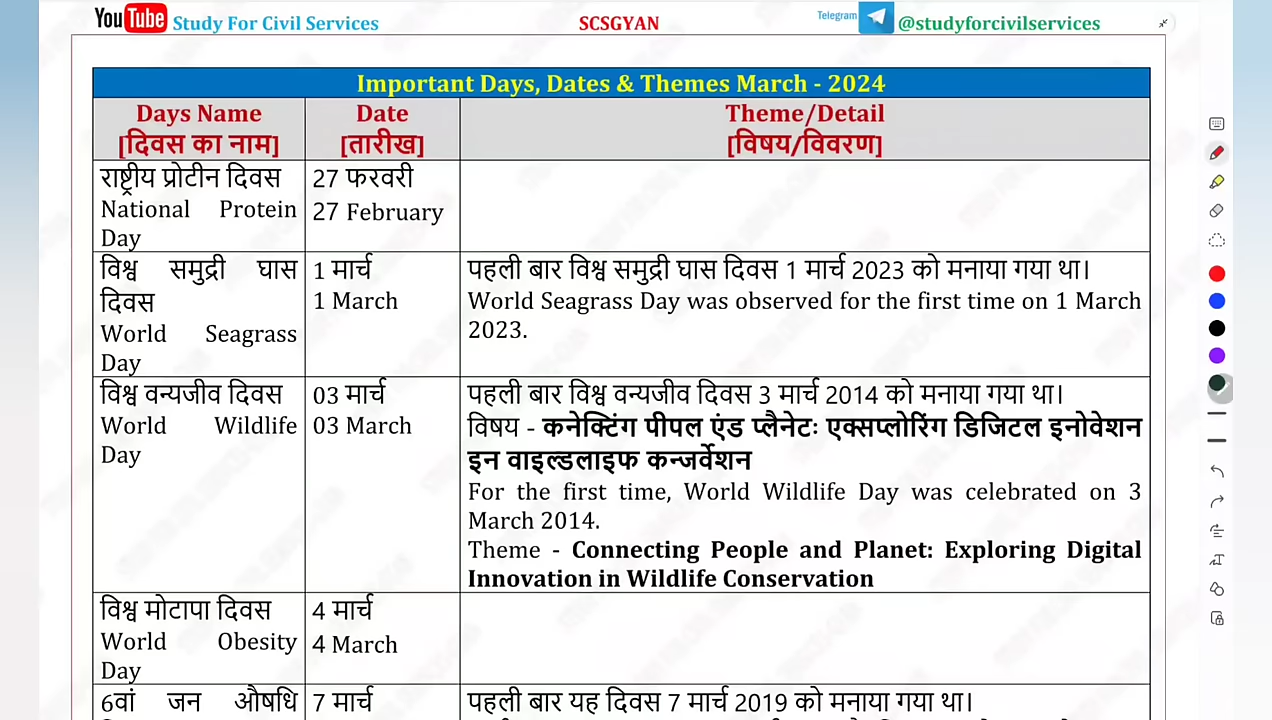 YouTube Study For Civil Services SCSGYAN Telegram @studyforcivilservices
Important Days, Dates & Themes March - 2024
Days Name
[दिवस का नाम]
Date
[तारीख]
Theme/Detail
[विषय/विवरण]
राष्ट्रीय प्रोटीन दिवस
National Protein
Day
27 फरवरी
27 February
विश्व समुद्री घास
दिवस
World Seagrass
Day
1 मार्च
1 March
पहली बार विश्व समुद्री घास दिवस 1 मार्च 2023 को मनाया गया था।
World Seagrass Day was observed for the first time on 1 March
2023.
विश्व वन्यजीव दिवस
World Wildlife
Day
03 मार्च
03 March
पहली बार विश्व वन्यजीव दिवस 3 मार्च 2014 को मनाया गया था।
विषय - कनेक्टिंग पीपल एंड प्लैनेटः एक्सप्लोरिंग डिजिटल इनोवेशन
इन वाइल्डलाइफ कन्जर्वेशन
For the first time, World Wildlife Day was celebrated on 3
March 2014.
Theme - Connecting People and Planet: Exploring Digital
Innovation in Wildlife Conservation
विश्व मोटापा दिवस
World Obesity
Day
4 मार्च
4 March
6वां जन औषधि
7 मार्च
पहली बार यह दिवस 7 मार्च 2019 को मनाया गया था।